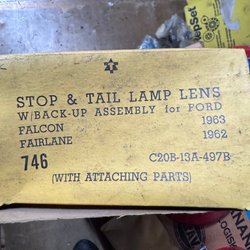 STOP & TAIL LAMP LENS
W/BACK-UP ASSEMBLY for FORD
FALCON 1963
FAIRLANE 1962
746 C20B-13A-497B
(WITH ATTACHING PARTS)